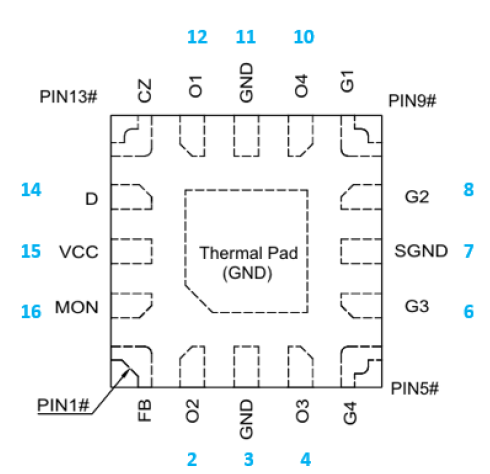 12 11 10
PIN13# CZ O1 GND O4 G1 PIN9#
14 D G2 8
15 VCC Thermal Pad SGND 7
(GND)
16 MON G3 6
PIN1# FB O2 GND O3 G4 PIN5#
2 3 4